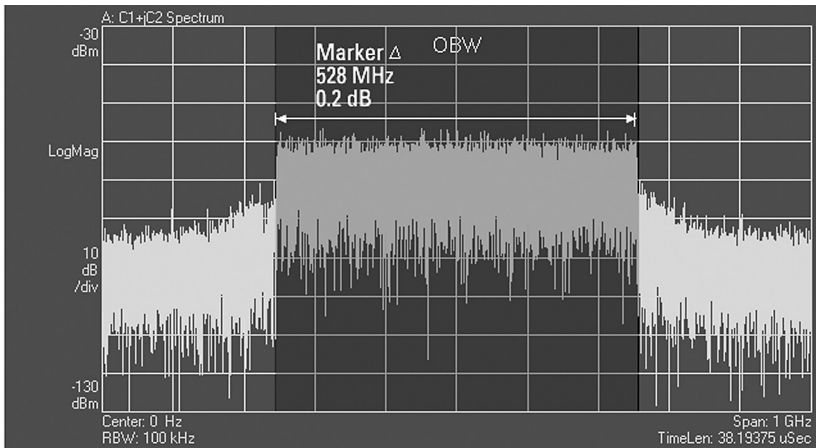 A: C1+jC2 Spectrum
-30
dBm
Marker Δ
528 MHz
0.2 dB
OBW
LogMag
10
dB
/div
-130
dBm
Center: 0 Hz
Span: 1 GHz
RBW: 100 kHz
TimeLen: 38.19375 uSec